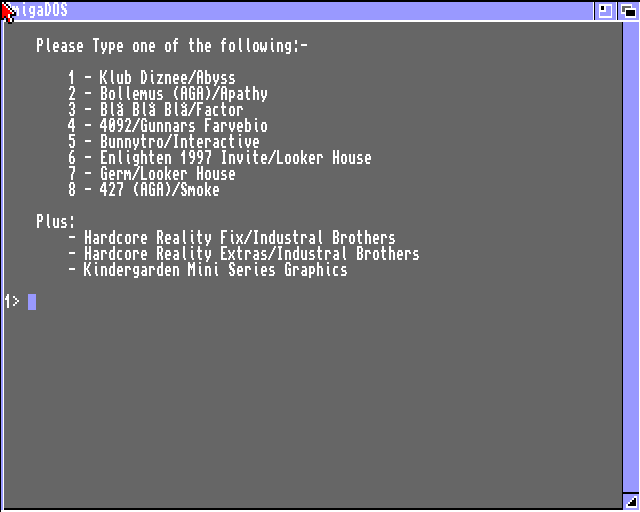 AmigaDOS
Please Type one of the following:-
1 - Klub Diznee/Abyss
2 - Bollemus (AGA)/Apathy
3 - Blå Blå Blå/Factor
4 - 4092/Gunnars Farvebio
5 - Bunnytro/Interactive
6 - Enlighten 1997 Invite/Looker House
7 - Germ/Looker House
8 - 427 (AGA)/Smoke
Plus:
- Hardcore Reality Fix/Industral Brothers
- Hardcore Reality Extras/Industral Brothers
- Kindergarden Mini Series Graphics
1>